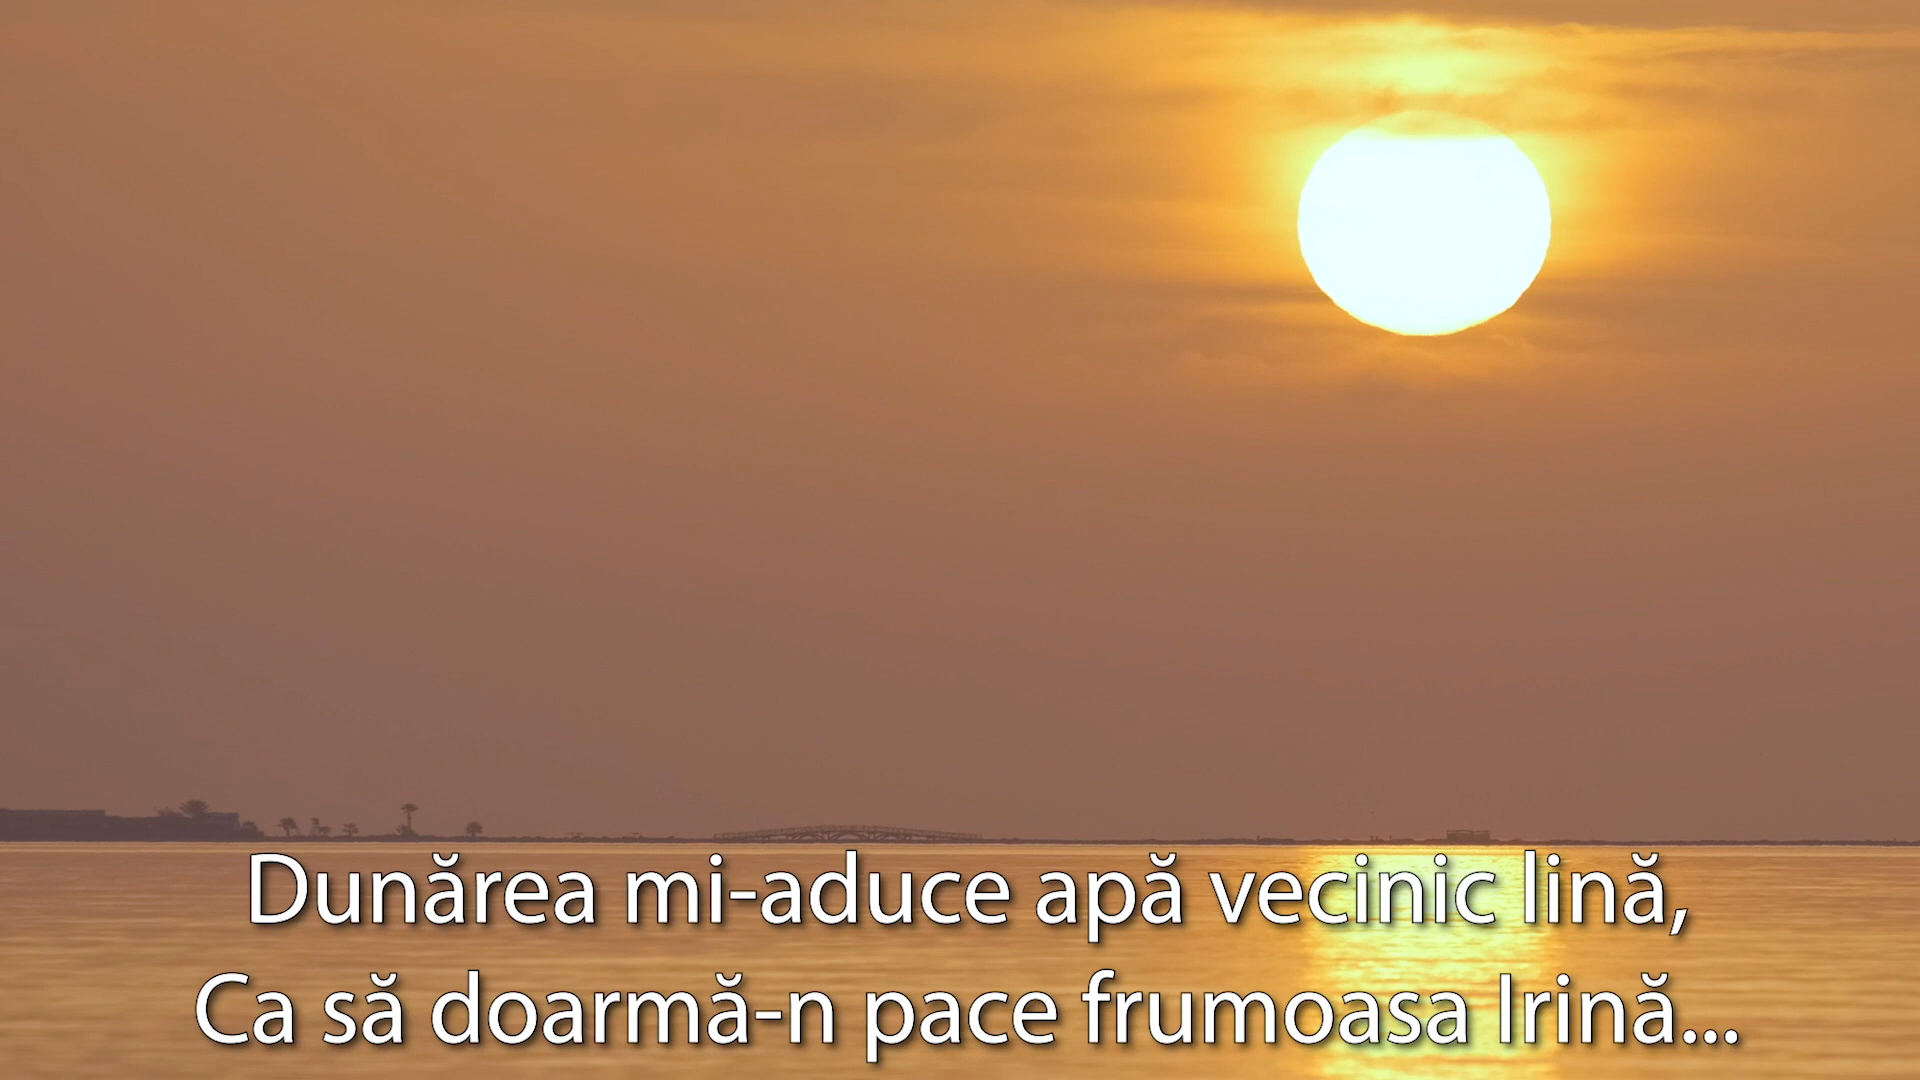 Dunărea mi-aduce apă vecinic lină,
Ca să doarmă-n pace frumoasa Irină...